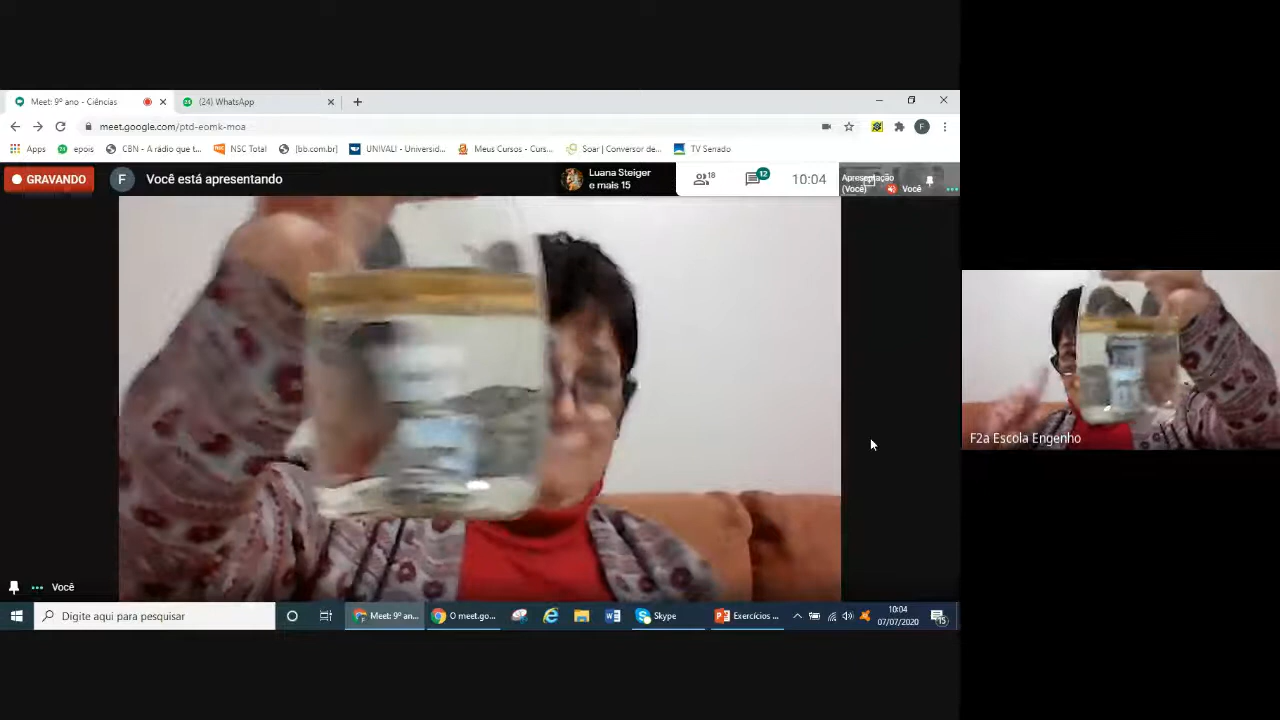 Meet: 9º ano - Ciências
(24) WhatsApp
meet.google.com/ptd-eomk-moa
F
Apps
epois
CBN - A rádio que t...
NSC Total
[bb.com.br]
UNIVALI - Universid...
Meus Cursos - Curs...
Soar | Conversor de...
TV Serrado
GRAVANDO
F
Você está apresentando
Luana Steiger
e mais 15
18
12
10:04
Apresentação
(Você)
Você
F2a Escola Engenho
Você
Digite aqui para pesquisar
Meet: 9º an...
O meet.go...
Skype
Exercícios ...
10:04
07/07/2020
15